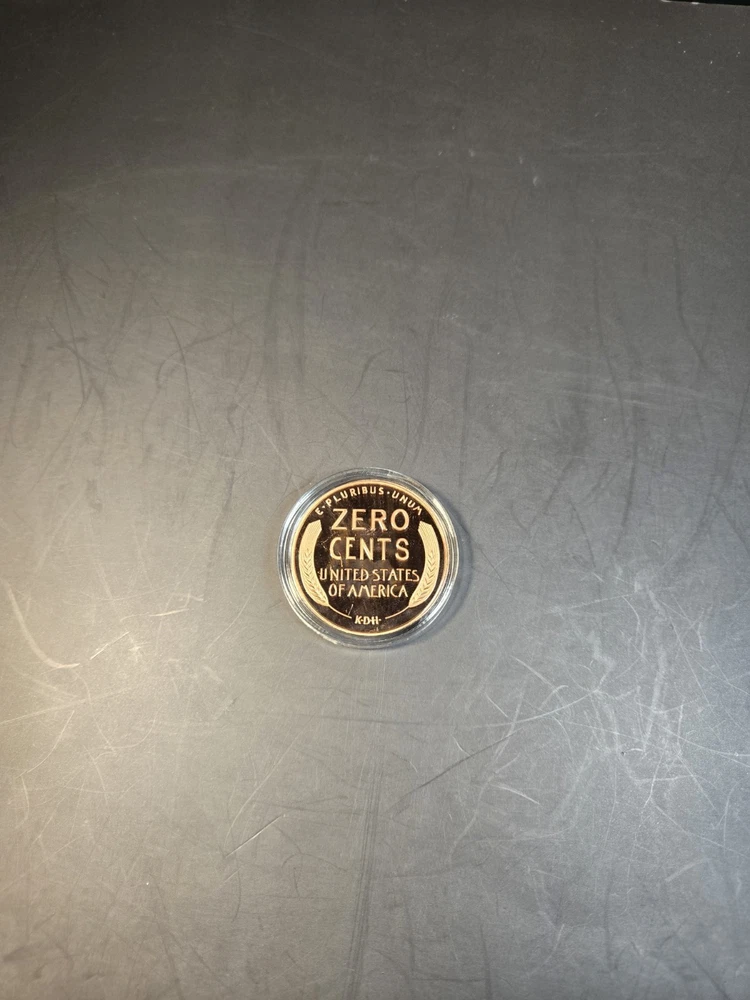 E·PLURIBUS·UNUM
ZERO
CENTS
UNITED STATES
OF AMERICA
K·D·H·